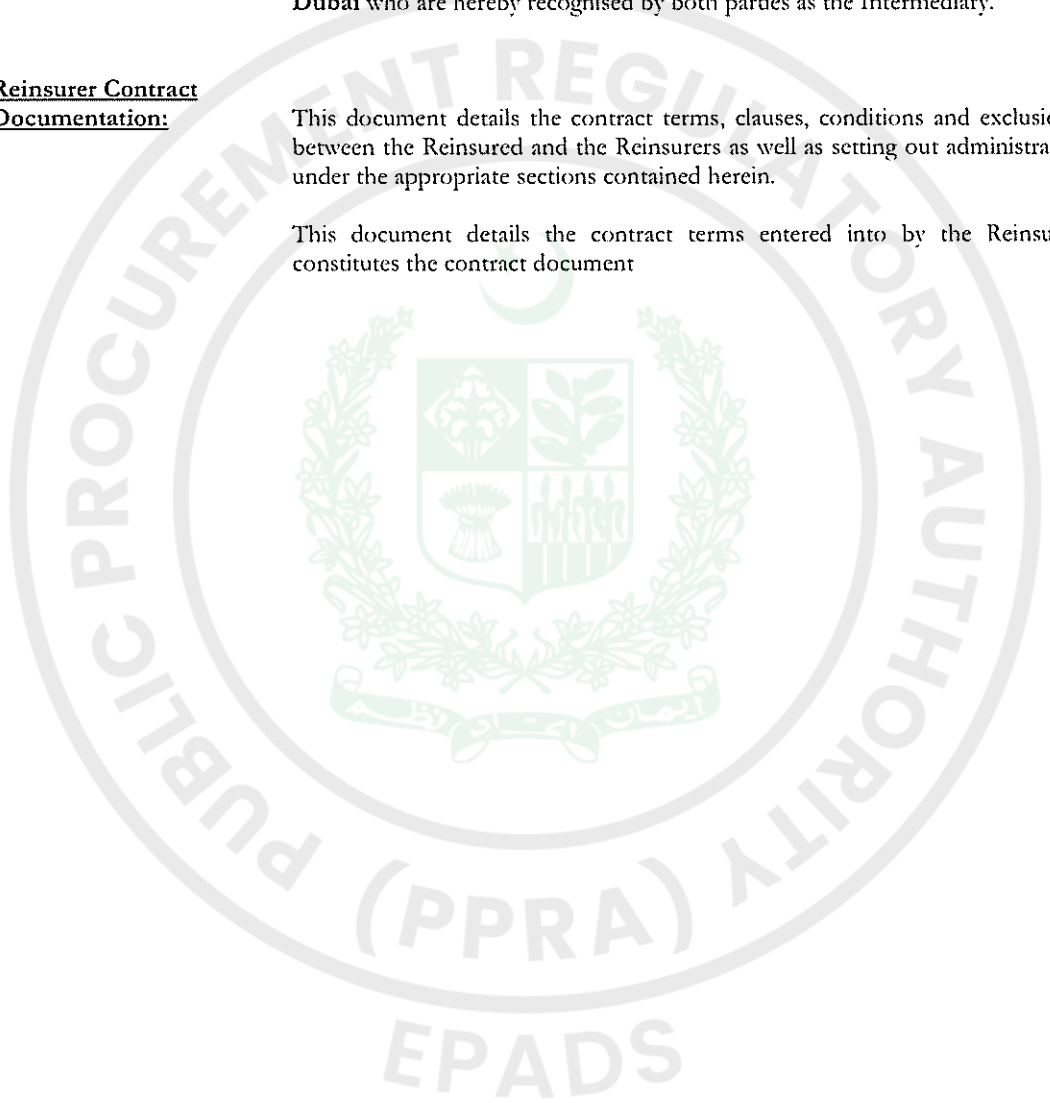 Dubai who are hereby recognised by both parties as the Intermediary.
Reinsurer Contract
Documentation:
This document details the contract terms, clauses, conditions and
between the Reinsured and the Reinsurers as well as setting out
under the appropriate sections contained herein.
This document details the contract terms entered into by the
constitutes the contract document
PUBLIC PROCUREMENT REGULATORY AUTHORITY
(PPRA)
EPADS